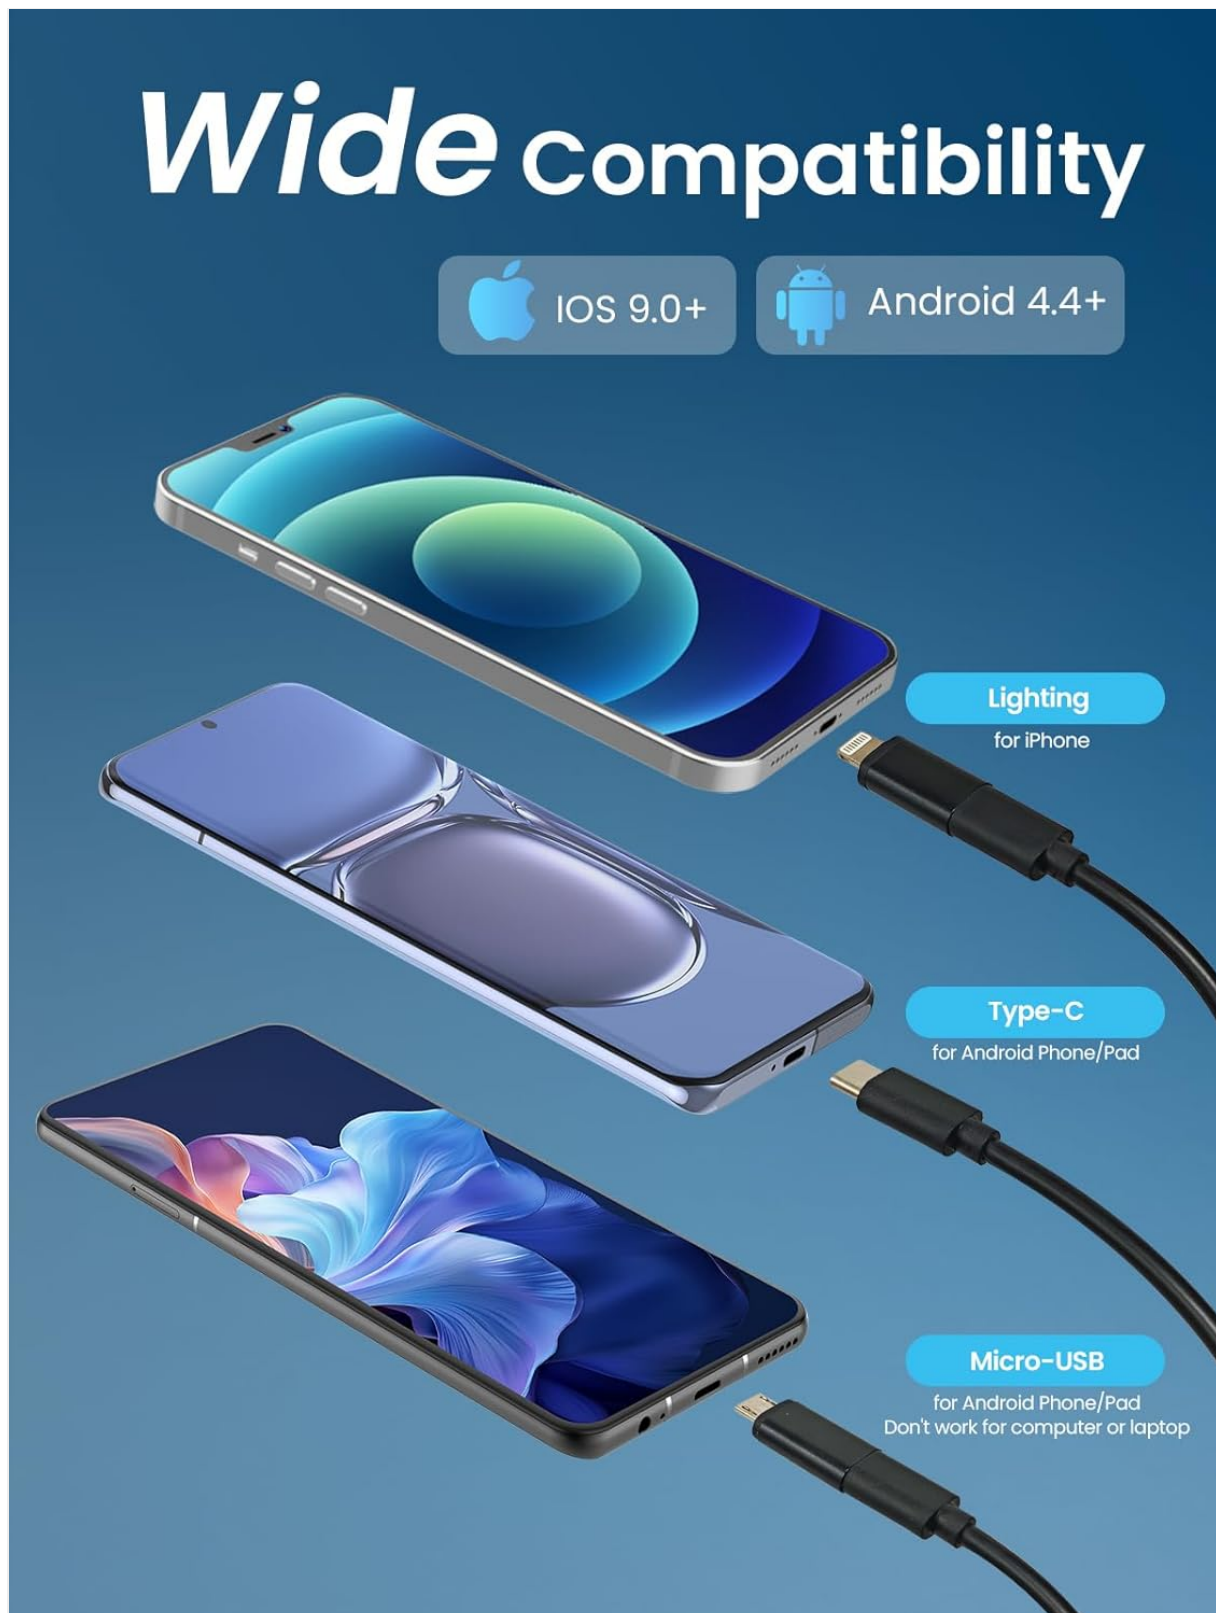 Wide Compatibility
IOS 9.0+
Android 4.4+
Lighting
for iPhone
Type-C
for Android Phone/Pad
Micro-USB
for Android Phone/Pad
Don't work for computer or laptop